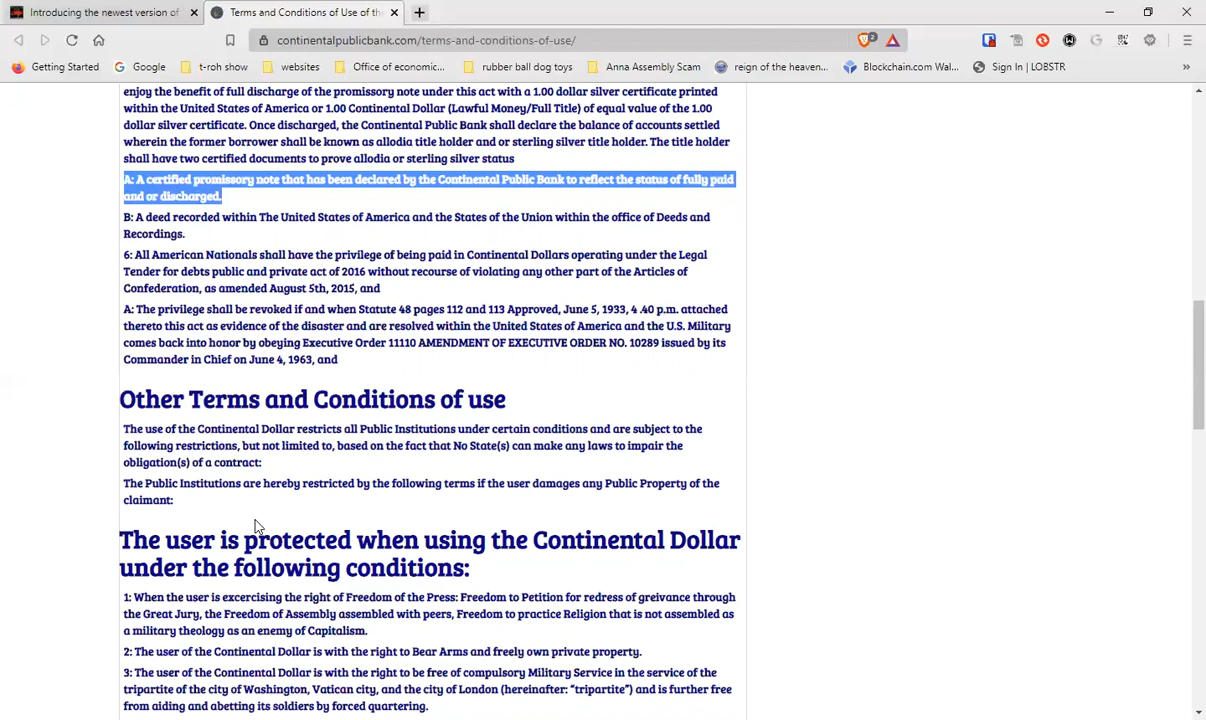 Introducing the newest version of
Terms and Conditions of Use of the
continentalpublicbank.com/terms-and-conditions-of-use/
2
Getting Started
Google
t-roh show
websites
Office of economic...
rubber ball dog toys
Anna Assembly Scam
reign of the heaven...
Blockchain.com Wal...
Sign In | LOBSTR
»
enjoy the benefit of full discharge of the promissory note under this act with a 1.00 dollar silver certificate printed
within the United States of America or 1.00 Continental Dollar (Lawful Money/Full Title) of equal value of the 1.00
dollar silver certificate. Once discharged, the Continental Public Bank shall declare the balance of accounts settled
wherein the former borrower shall be known as allodia title holder and or sterling silver title holder. The title holder
shall have two certified documents to prove allodia or sterling silver status
A: A certified promissory note that has been declared by the Continental Public Bank to reflect the status of fully paid
and or discharged.
B: A deed recorded within The United States of America and the States of the Union within the office of Deeds and
Recordings.
6: All American Nationals shall have the privilege of being paid in Continental Dollars operating under the Legal
Tender for debts public and private act of 2016 without recourse of violating any other part of the Articles of
Confederation, as amended August 5th, 2015, and
A: The privilege shall be revoked if and when Statute 48 pages 112 and 113 Approved, June 5, 1933, 4 .40 p.m. attached
thereto this act as evidence of the disaster and are resolved within the United States of America and the U.S. Military
comes back into honor by obeying Executive Order 11110 AMENDMENT OF EXECUTIVE ORDER NO. 10289 issued by its
Commander in Chief on June 4, 1963, and
Other Terms and Conditions of use
The use of the Continental Dollar restricts all Public Institutions under certain conditions and are subject to the
following restrictions, but not limited to, based on the fact that No State(s) can make any laws to impair the
obligation(s) of a contract:
The Public Institutions are hereby restricted by the following terms if the user damages any Public Property of the
claimant:
The user is protected when using the Continental Dollar
under the following conditions:
1: When the user is excercising the right of Freedom of the Press: Freedom to Petition for redress of greivance through
the Great Jury, the Freedom of Assembly assembled with peers, Freedom to practice Religion that is not assembled as
a military theology as an enemy of Capitalism.
2: The user of the Continental Dollar is with the right to Bear Arms and freely own private property.
3: The user of the Continental Dollar is with the right to be free of compulsory Military Service in the service of the
tripartite of the city of Washington, Vatican city, and the city of London (hereinafter: “tripartite”) and is further free
from aiding and abetting its soldiers by forced quartering.